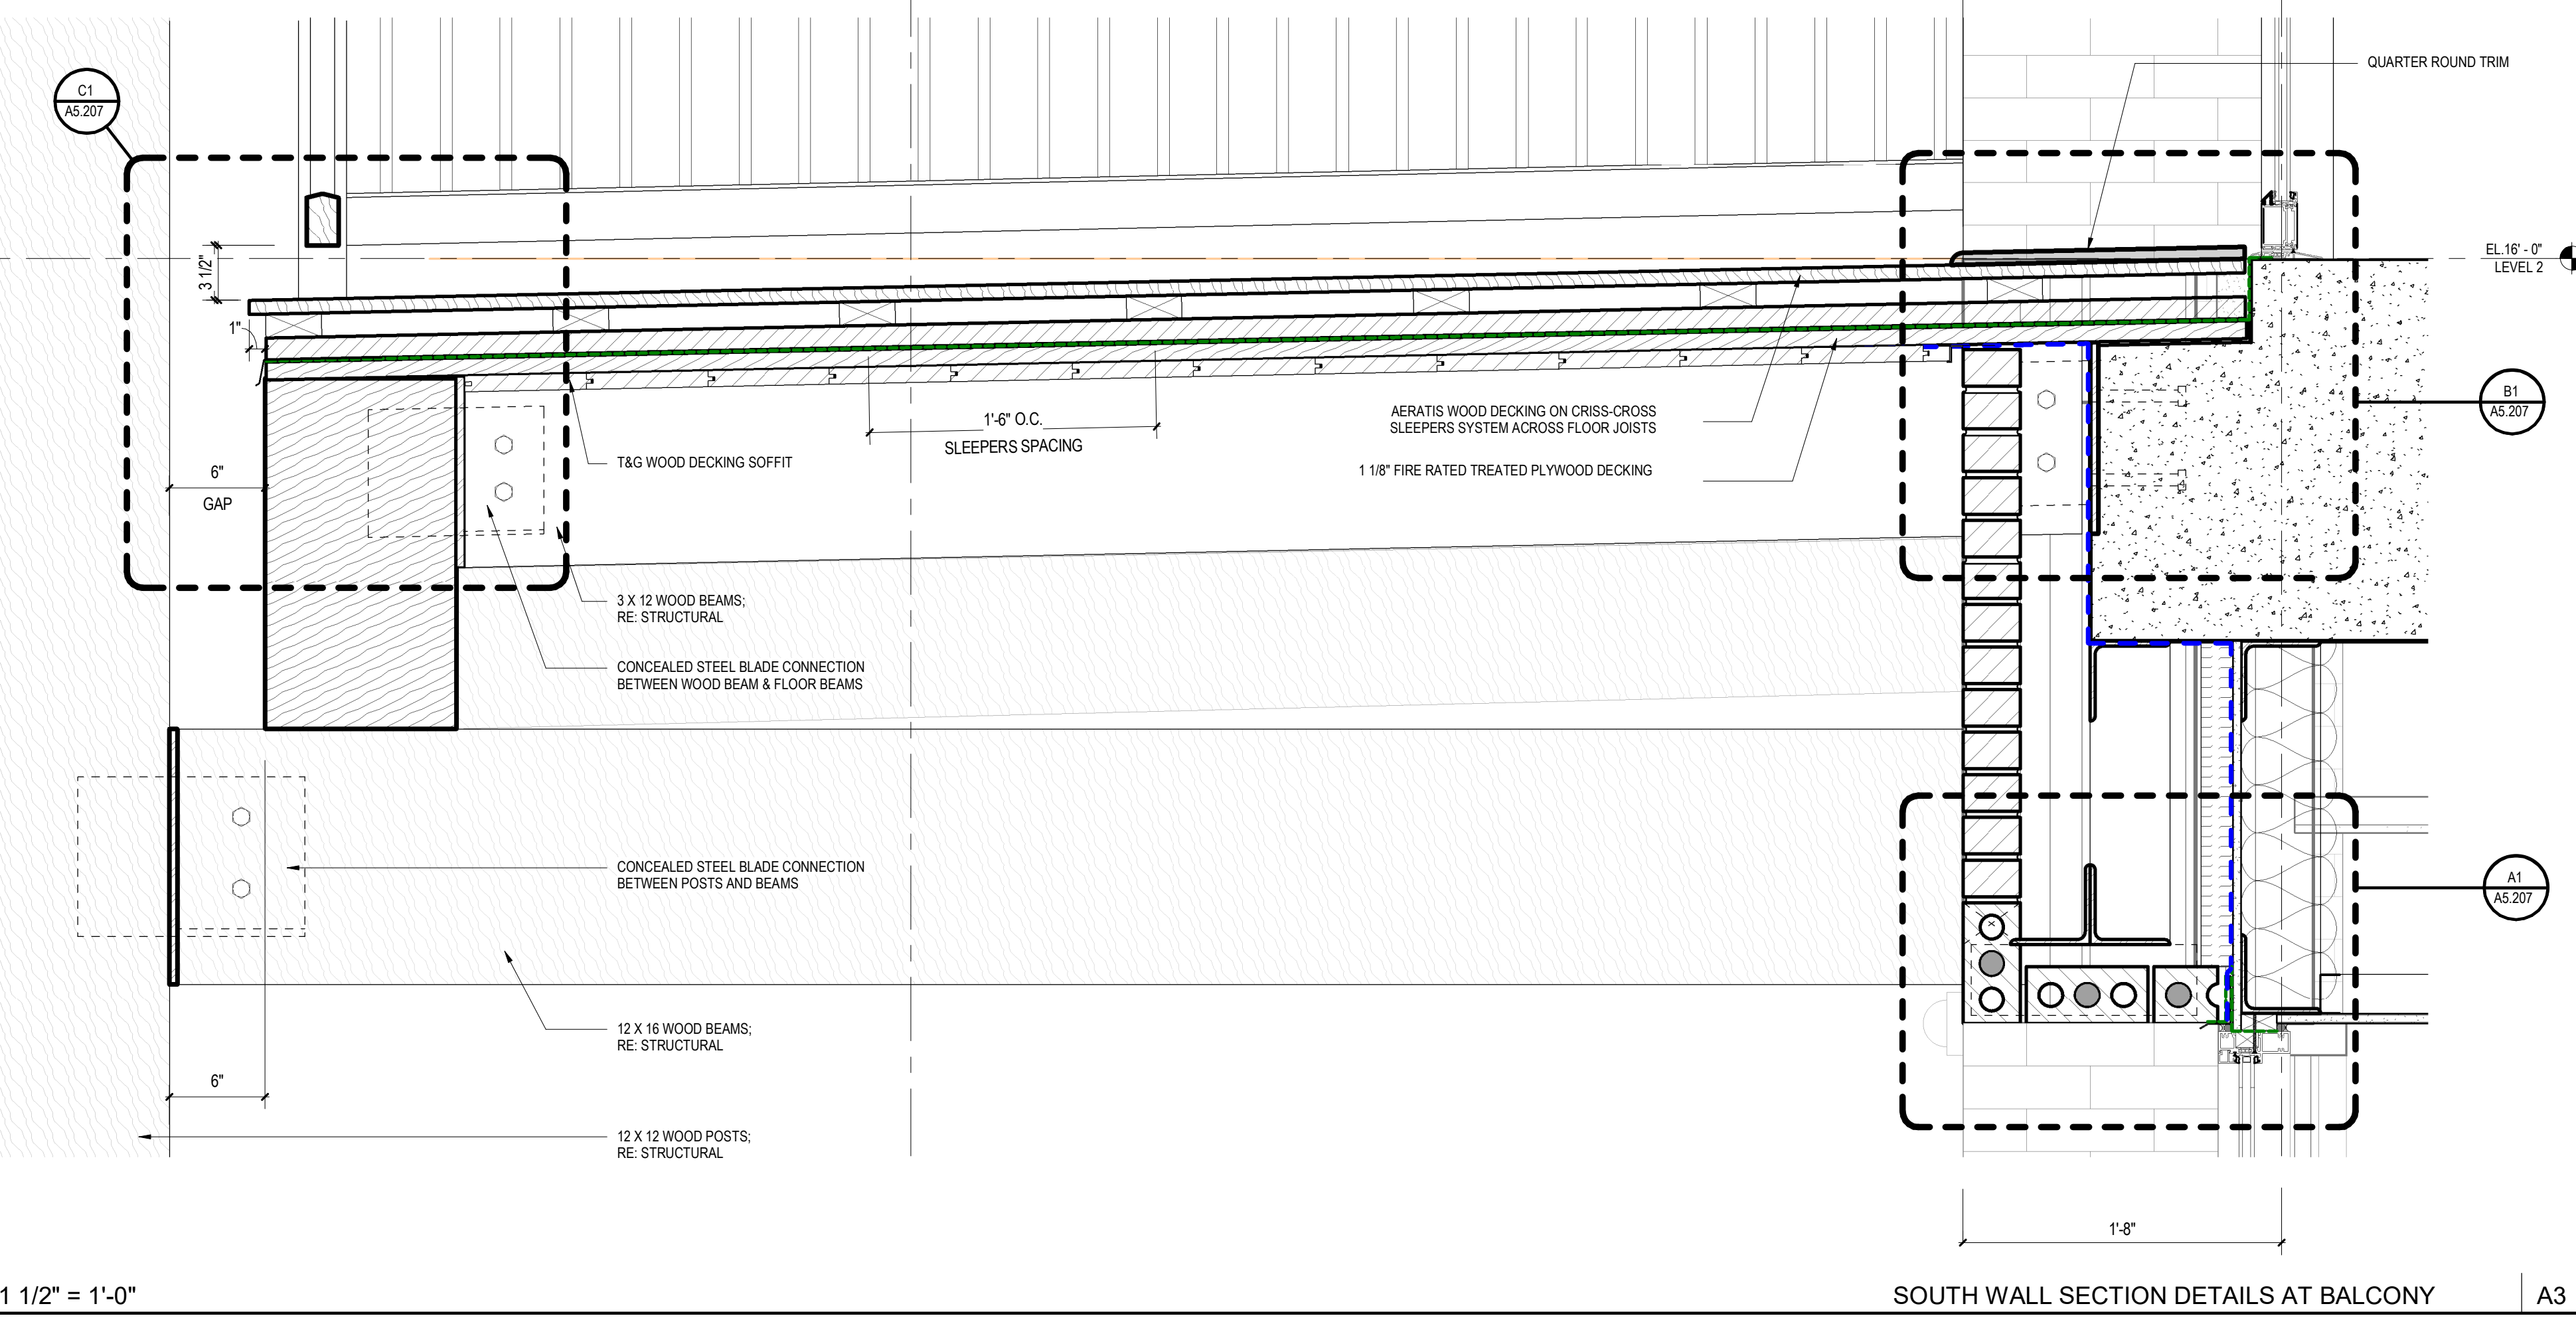 QUARTER ROUND TRIM
C1
A5.207
EL.16' - 0"
LEVEL 2
3 1/2"
1"
B1
A5.207
AERATIS WOOD DECKING ON CRISS-CROSS
SLEEPERS SYSTEM ACROSS FLOOR JOISTS
1'-6" O.C.
SLEEPERS SPACING
T&G WOOD DECKING SOFFIT
1 1/8" FIRE RATED TREATED PLYWOOD DECKING
6"
GAP
3 X 12 WOOD BEAMS;
RE: STRUCTURAL
CONCEALED STEEL BLADE CONNECTION
BETWEEN WOOD BEAM & FLOOR BEAMS
CONCEALED STEEL BLADE CONNECTION
BETWEEN POSTS AND BEAMS
A1
A5.207
12 X 16 WOOD BEAMS;
RE: STRUCTURAL
6"
12 X 12 WOOD POSTS;
RE: STRUCTURAL
1'-8"
1 1/2" = 1'-0"
SOUTH WALL SECTION DETAILS AT BALCONY
A3